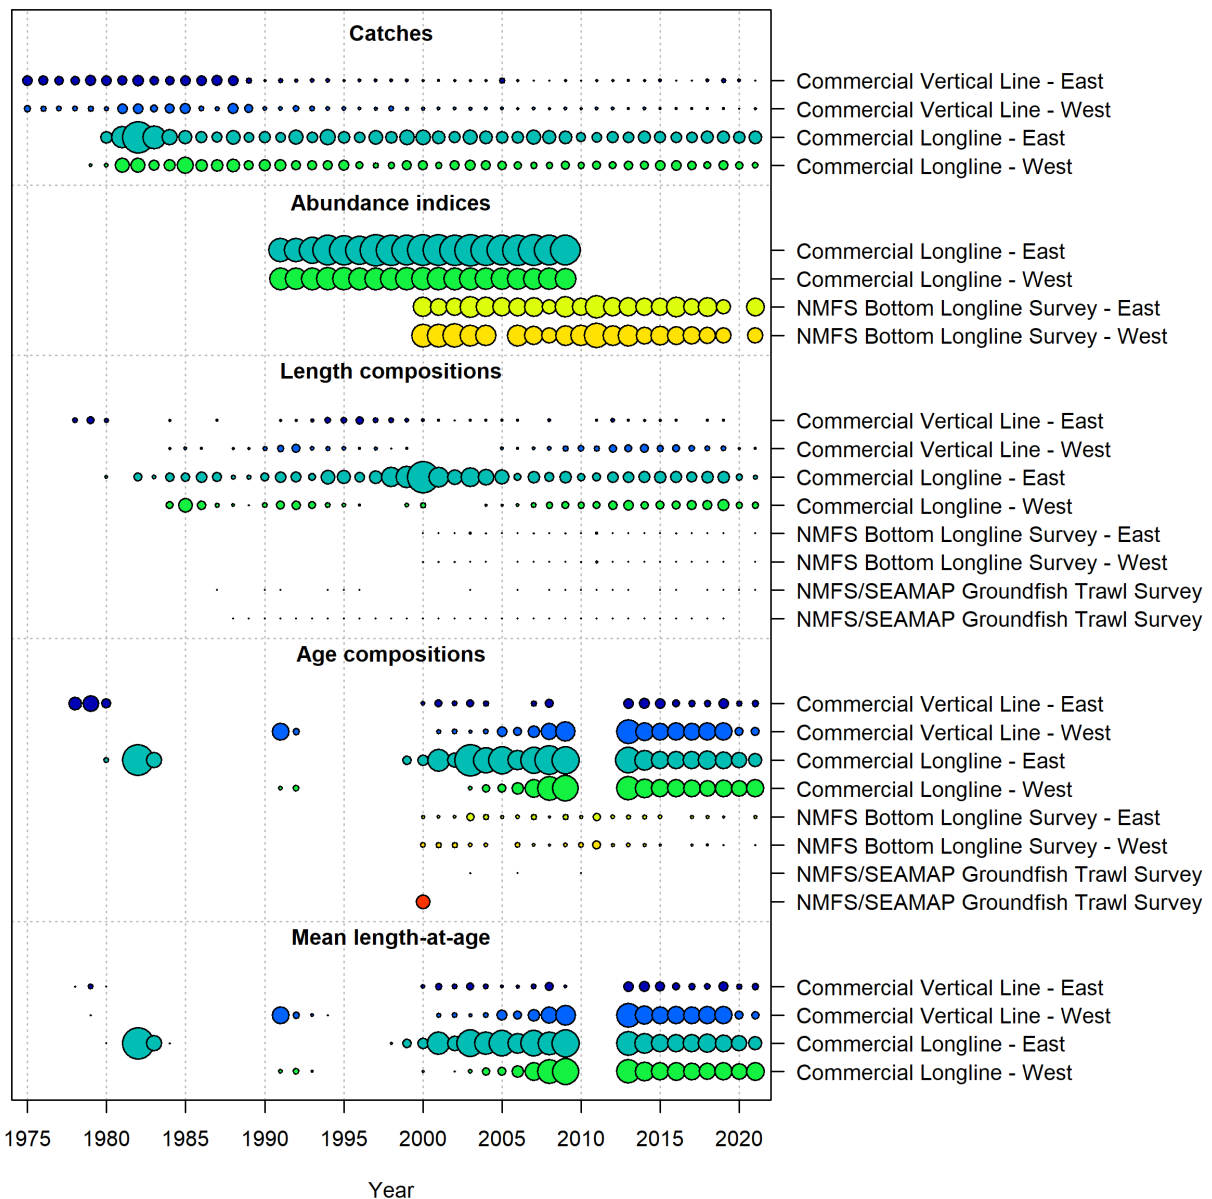 Catches
Commercial Vertical Line - East
Commercial Vertical Line - West
Commercial Longline - East
Commercial Longline - West
Abundance indices
Commercial Longline - East
Commercial Longline - West
NMFS Bottom Longline Survey - East
NMFS Bottom Longline Survey - West
Length compositions
Commercial Vertical Line - East
Commercial Vertical Line - West
Commercial Longline - East
Commercial Longline - West
NMFS Bottom Longline Survey - East
NMFS Bottom Longline Survey - West
NMFS/SEAMAP Groundfish Trawl Survey
NMFS/SEAMAP Groundfish Trawl Survey
Age compositions
Commercial Vertical Line - East
Commercial Vertical Line - West
Commercial Longline - East
Commercial Longline - West
NMFS Bottom Longline Survey - East
NMFS Bottom Longline Survey - West
NMFS/SEAMAP Groundfish Trawl Survey
NMFS/SEAMAP Groundfish Trawl Survey
Mean length-at-age
Commercial Vertical Line - East
Commercial Vertical Line - West
Commercial Longline - East
Commercial Longline - West
1975 1980 1985 1990 1995 2000 2005 2010 2015 2020
Year